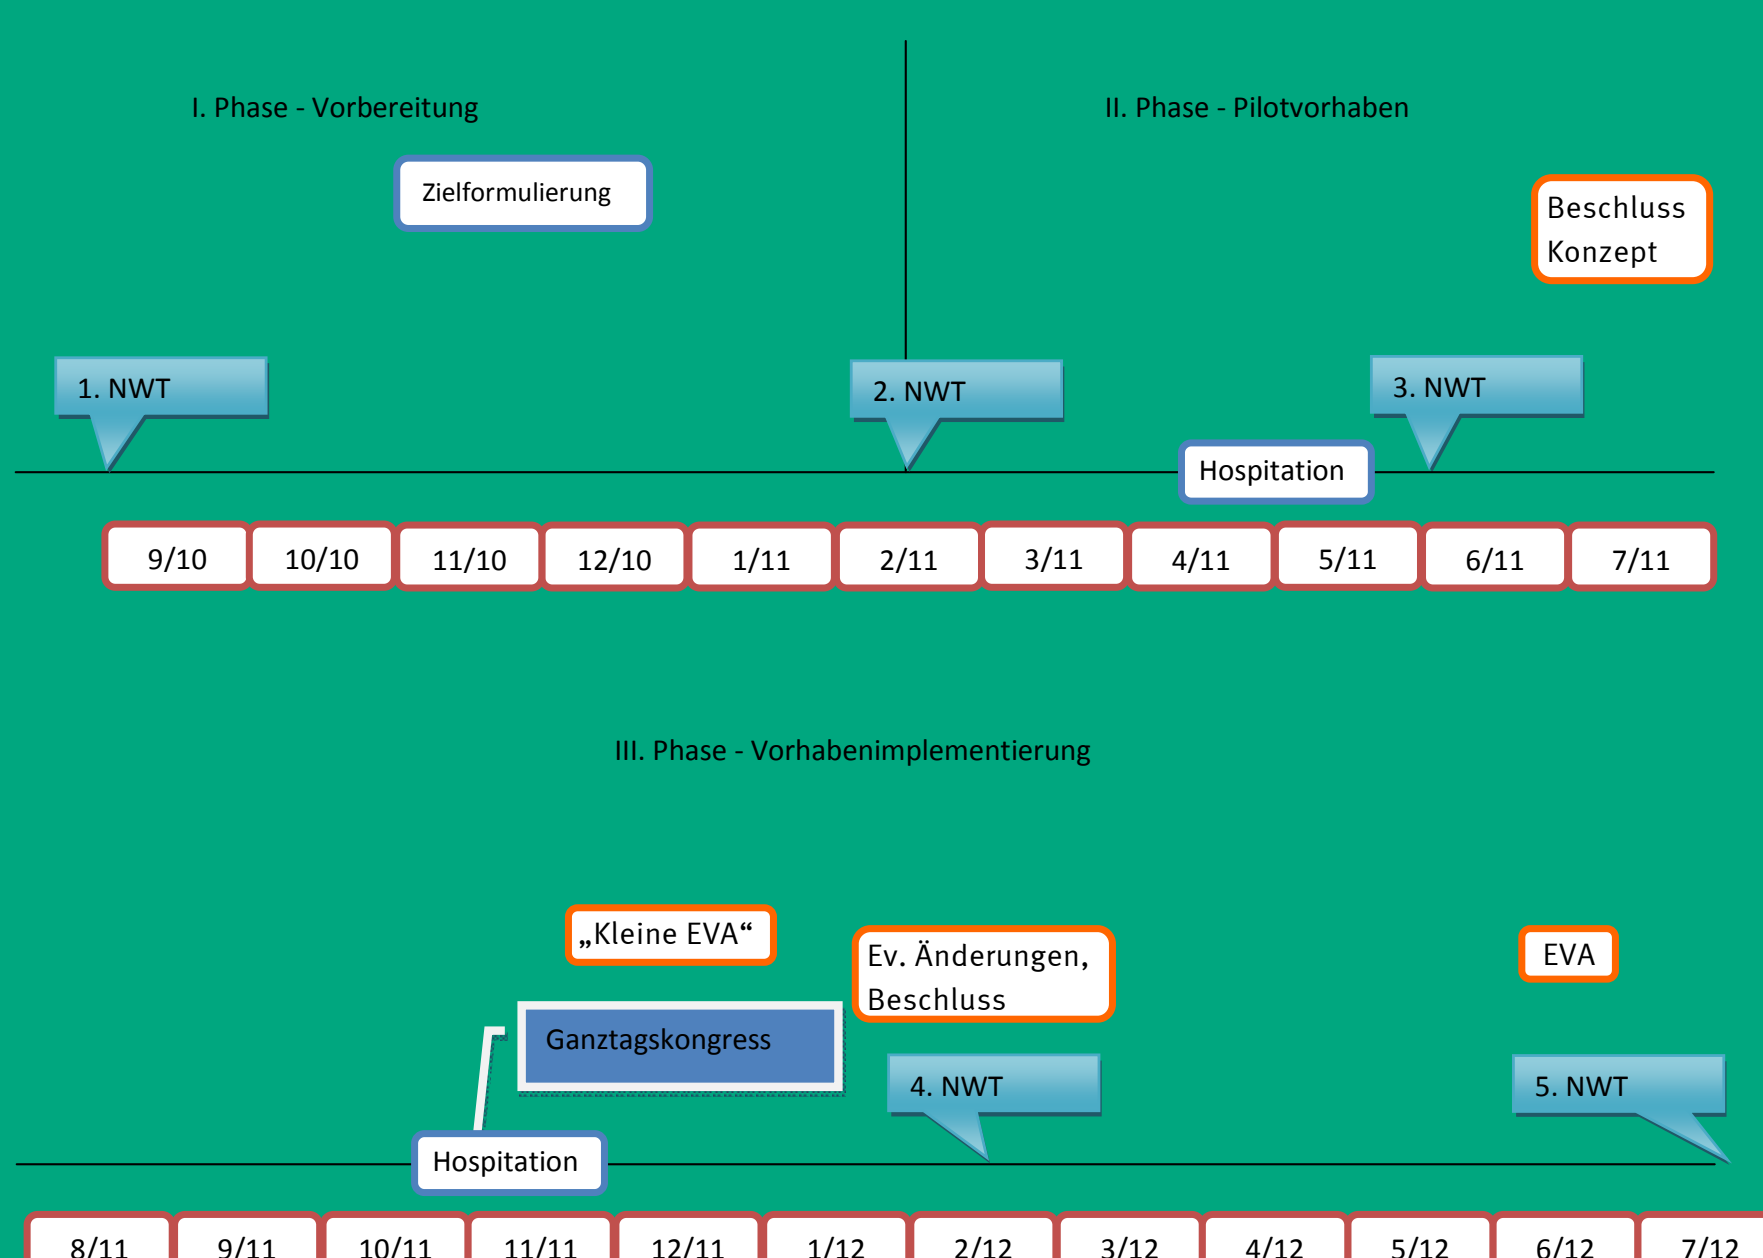 I. Phase - Vorbereitung
II. Phase - Pilotvorhaben
Zielformulierung
Beschluss
Konzept
1. NWT
2. NWT
3. NWT
Hospitation
9/10
10/10
11/10
12/10
1/11
2/11
3/11
4/11
5/11
6/11
7/11
III. Phase - Vorhabenimplementierung
„Kleine EVA“
Ev. Änderungen,
Beschluss
EVA
Ganztagskongress
4. NWT
5. NWT
Hospitation
8/11
9/11
10/11
11/11
12/11
1/12
2/12
3/12
4/12
5/12
6/12
7/12